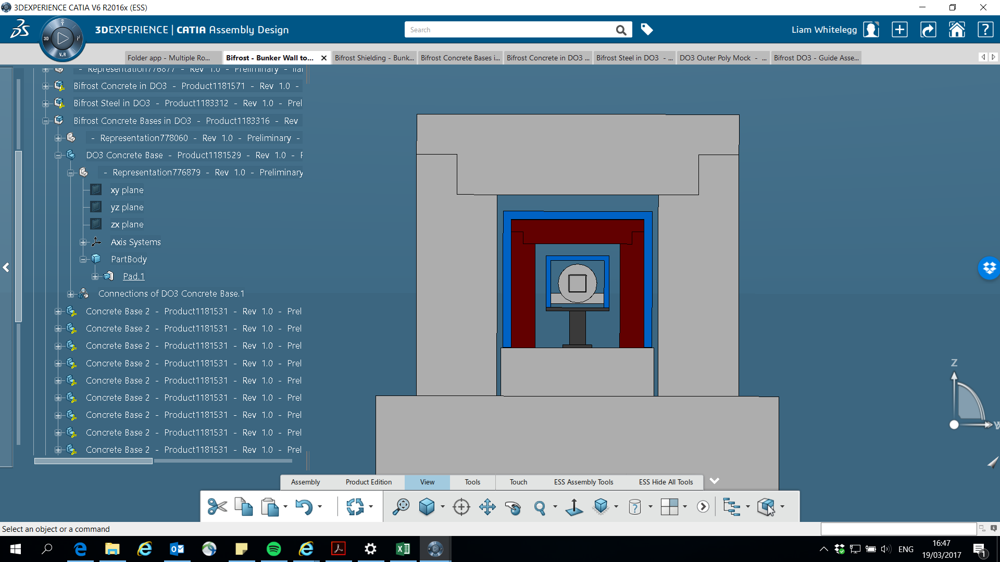 3DEXPERIENCE CATIA V6 R2016x (ESS)
3DEXPERIENCE | CATIA Assembly Design
Search
Liam Whitelegg
3D
V.R
Folder app - Multiple Ro...
Bifrost - Bunker Wall to...
Bifrost Shielding - Bunk...
Bifrost Concrete Bases i...
Bifrost Concrete in DO3 ...
Bifrost Steel in DO3 - ...
DO3 Outer Poly Mock - ...
Bifrost DO3 - Guide Asse...
- Representation776877 - Rev 1.0 - Preliminary -
Bifrost Concrete in DO3 - Product1181571 - Rev 1.0 -
Bifrost Steel in DO3 - Product1183312 - Rev 1.0 - Prel
Bifrost Concrete Bases in DO3 - Product1183316 - Rev
- Representation778060 - Rev 1.0 - Preliminary -
DO3 Concrete Base - Product1181529 - Rev 1.0 -
- Representation776879 - Rev 1.0 - Preliminary
xy plane
yz plane
zx plane
Axis Systems
PartBody
Pad.1
Connections of DO3 Concrete Base.1
Concrete Base 2 - Product1181531 - Rev 1.0 - Prel
Concrete Base 2 - Product1181531 - Rev 1.0 - Prel
Concrete Base 2 - Product1181531 - Rev 1.0 - Prel
Concrete Base 2 - Product1181531 - Rev 1.0 - Prel
Concrete Base 2 - Product1181531 - Rev 1.0 - Prel
Concrete Base 2 - Product1181531 - Rev 1.0 - Prel
Concrete Base 2 - Product1181531 - Rev 1.0 - Prel
Concrete Base 2 - Product1181531 - Rev 1.0 - Prel
Concrete Base 2 - Product1181531 - Rev 1.0 - Prel
Z
Assembly
Product Edition
View
Tools
Touch
ESS Assembly Tools
ESS Hide All Tools
Select an object or a command
ENG
16:47
19/03/2017
1